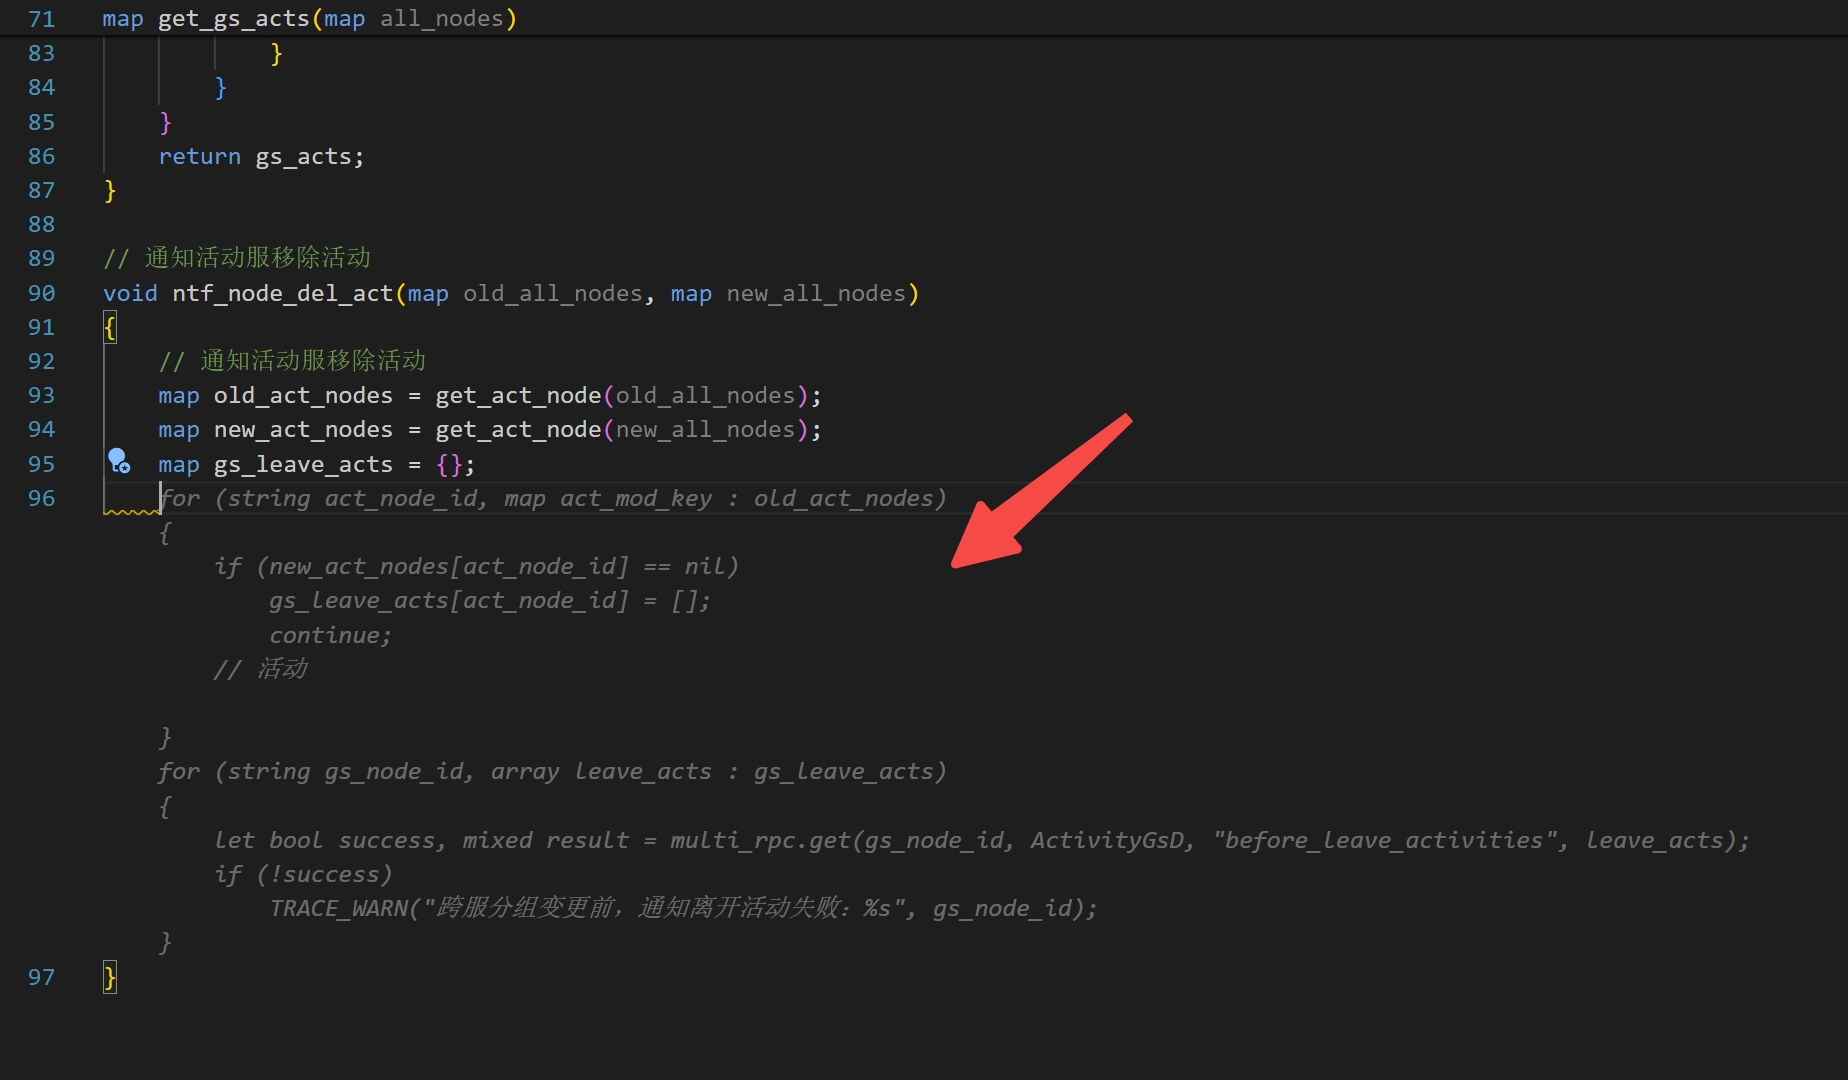 71 map get_gs_acts(map all_nodes)
83 }
84 }
85 }
86 return gs_acts;
87 }
88
89 // 通知活动服移除活动
90 void ntf_node_del_act(map old_all_nodes, map new_all_nodes)
91 {
92 // 通知活动服移除活动
93 map old_act_nodes = get_act_node(old_all_nodes);
94 map new_act_nodes = get_act_node(new_all_nodes);
95 map gs_leave_acts = {};
96 for (string act_node_id, map act_mod_key : old_act_nodes)
{
if (new_act_nodes[act_node_id] == nil)
gs_leave_acts[act_node_id] = [];
continue;
// 活动
}
for (string gs_node_id, array leave_acts : gs_leave_acts)
{
let bool success, mixed result = multi_rpc.get(gs_node_id, ActivityGsD, "before_leave_activities", leave_acts);
if (!success)
TRACE_WARN("跨服分组变更前，通知离开活动失败：%s", gs_node_id);
}
97 }